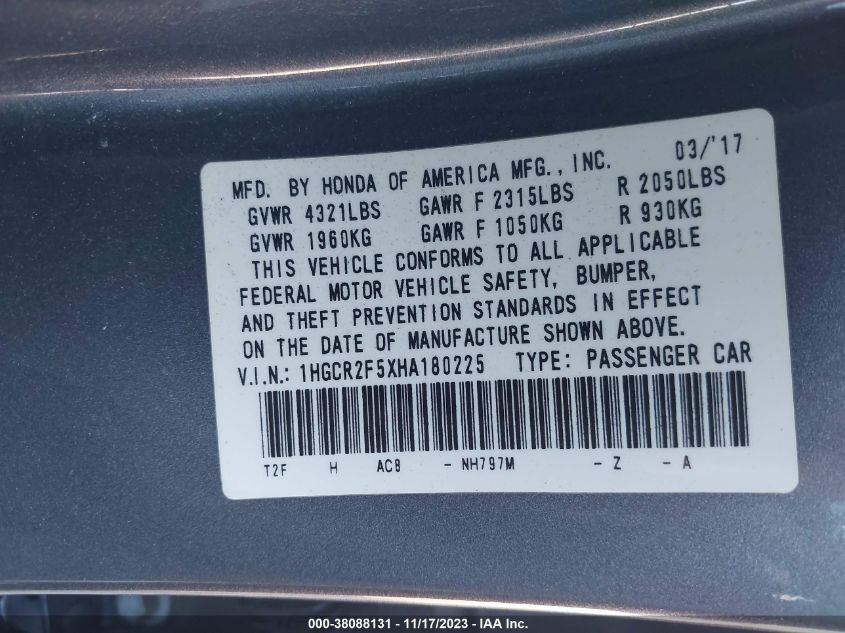 MFD. BY HONDA OF AMERICA MFG., INC. 03/'17
GVWR 4321LBS GAWR F 2315LBS R 2050LBS
GVWR 1960KG GAWR F 1050KG R 930KG
THIS VEHICLE CONFORMS TO ALL APPLICABLE
FEDERAL MOTOR VEHICLE SAFETY, BUMPER,
AND THEFT PREVENTION STANDARDS IN EFFECT
ON THE DATE OF MANUFACTURE SHOWN ABOVE.
V.I.N.: 1HGCR2F5XHA180225 TYPE: PASSENGER CAR
T2F H AC8 - NH797M - Z - A
000-38088131 - 11/17/2023 - IAA Inc.